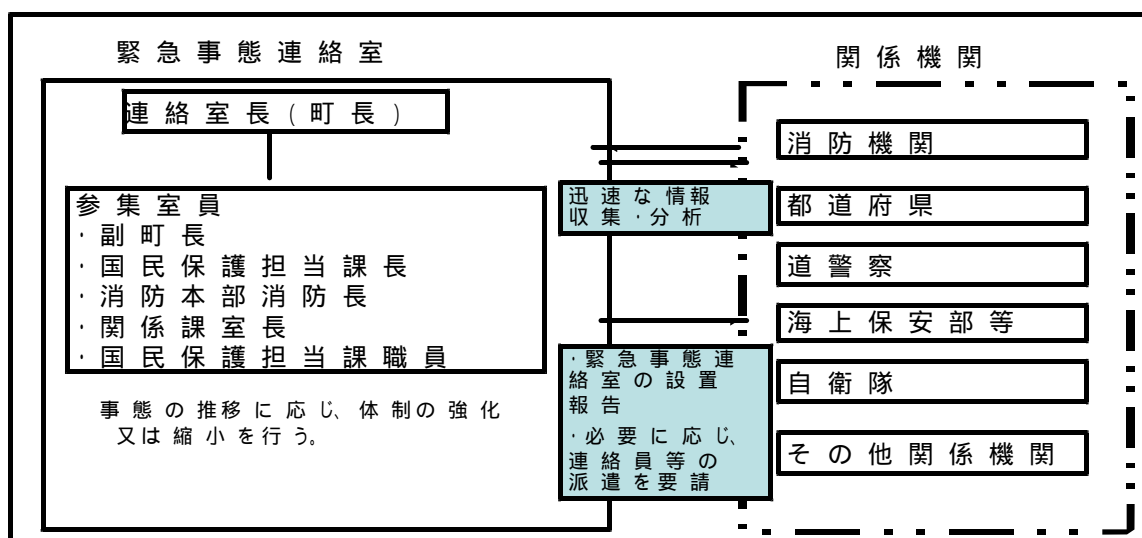 緊急事態連絡室
連絡室長(町長)
参集室員
・副町長
・国民保護担当課長
・消防本部消防長
・関係課室長
・国民保護担当課職員
事態の推移に応じ、体制の強化
又は縮小を行う。
迅速な情報
収集・分析
・緊急事態連
絡室の設置
報告
・必要に応じ、
連絡員等の
派遣を要請
関係機関
消防機関
都道府県
道警察
海上保安部等
自衛隊
その他関係機関